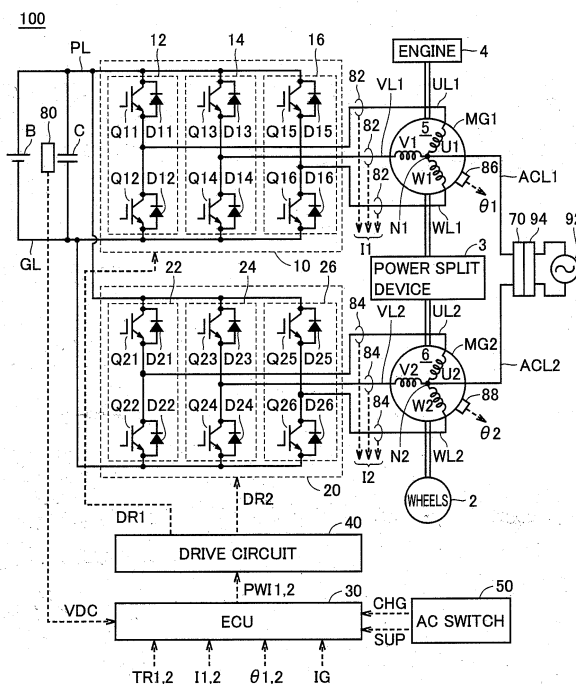 100
PL
12
14
16
ENGINE
4
80
82
VL1
UL1
B
C
Q11
D11
Q13
D13
Q15
D15
82
5
MG1
V1
U1
86
ACL1
Q12
D12
Q14
D14
Q16
D16
82
W1
θ1
70
94
92
GL
N1
WL1
10
I1
3
POWER SPLIT
DEVICE
22
24
26
84
VL2
UL2
Q21
D21
Q23
D23
Q25
D25
84
6
MG2
V2
U2
ACL2
88
Q22
D22
Q24
D24
Q26
D26
84
W2
θ2
N2
WL2
I2
20
DR1
DR2
40
WHEELS
2
DRIVE CIRCUIT
VDC
PWI1,2
30
50
ECU
CHG
SUP
AC SWITCH
TR1,2
I1,2
θ1,2
IG